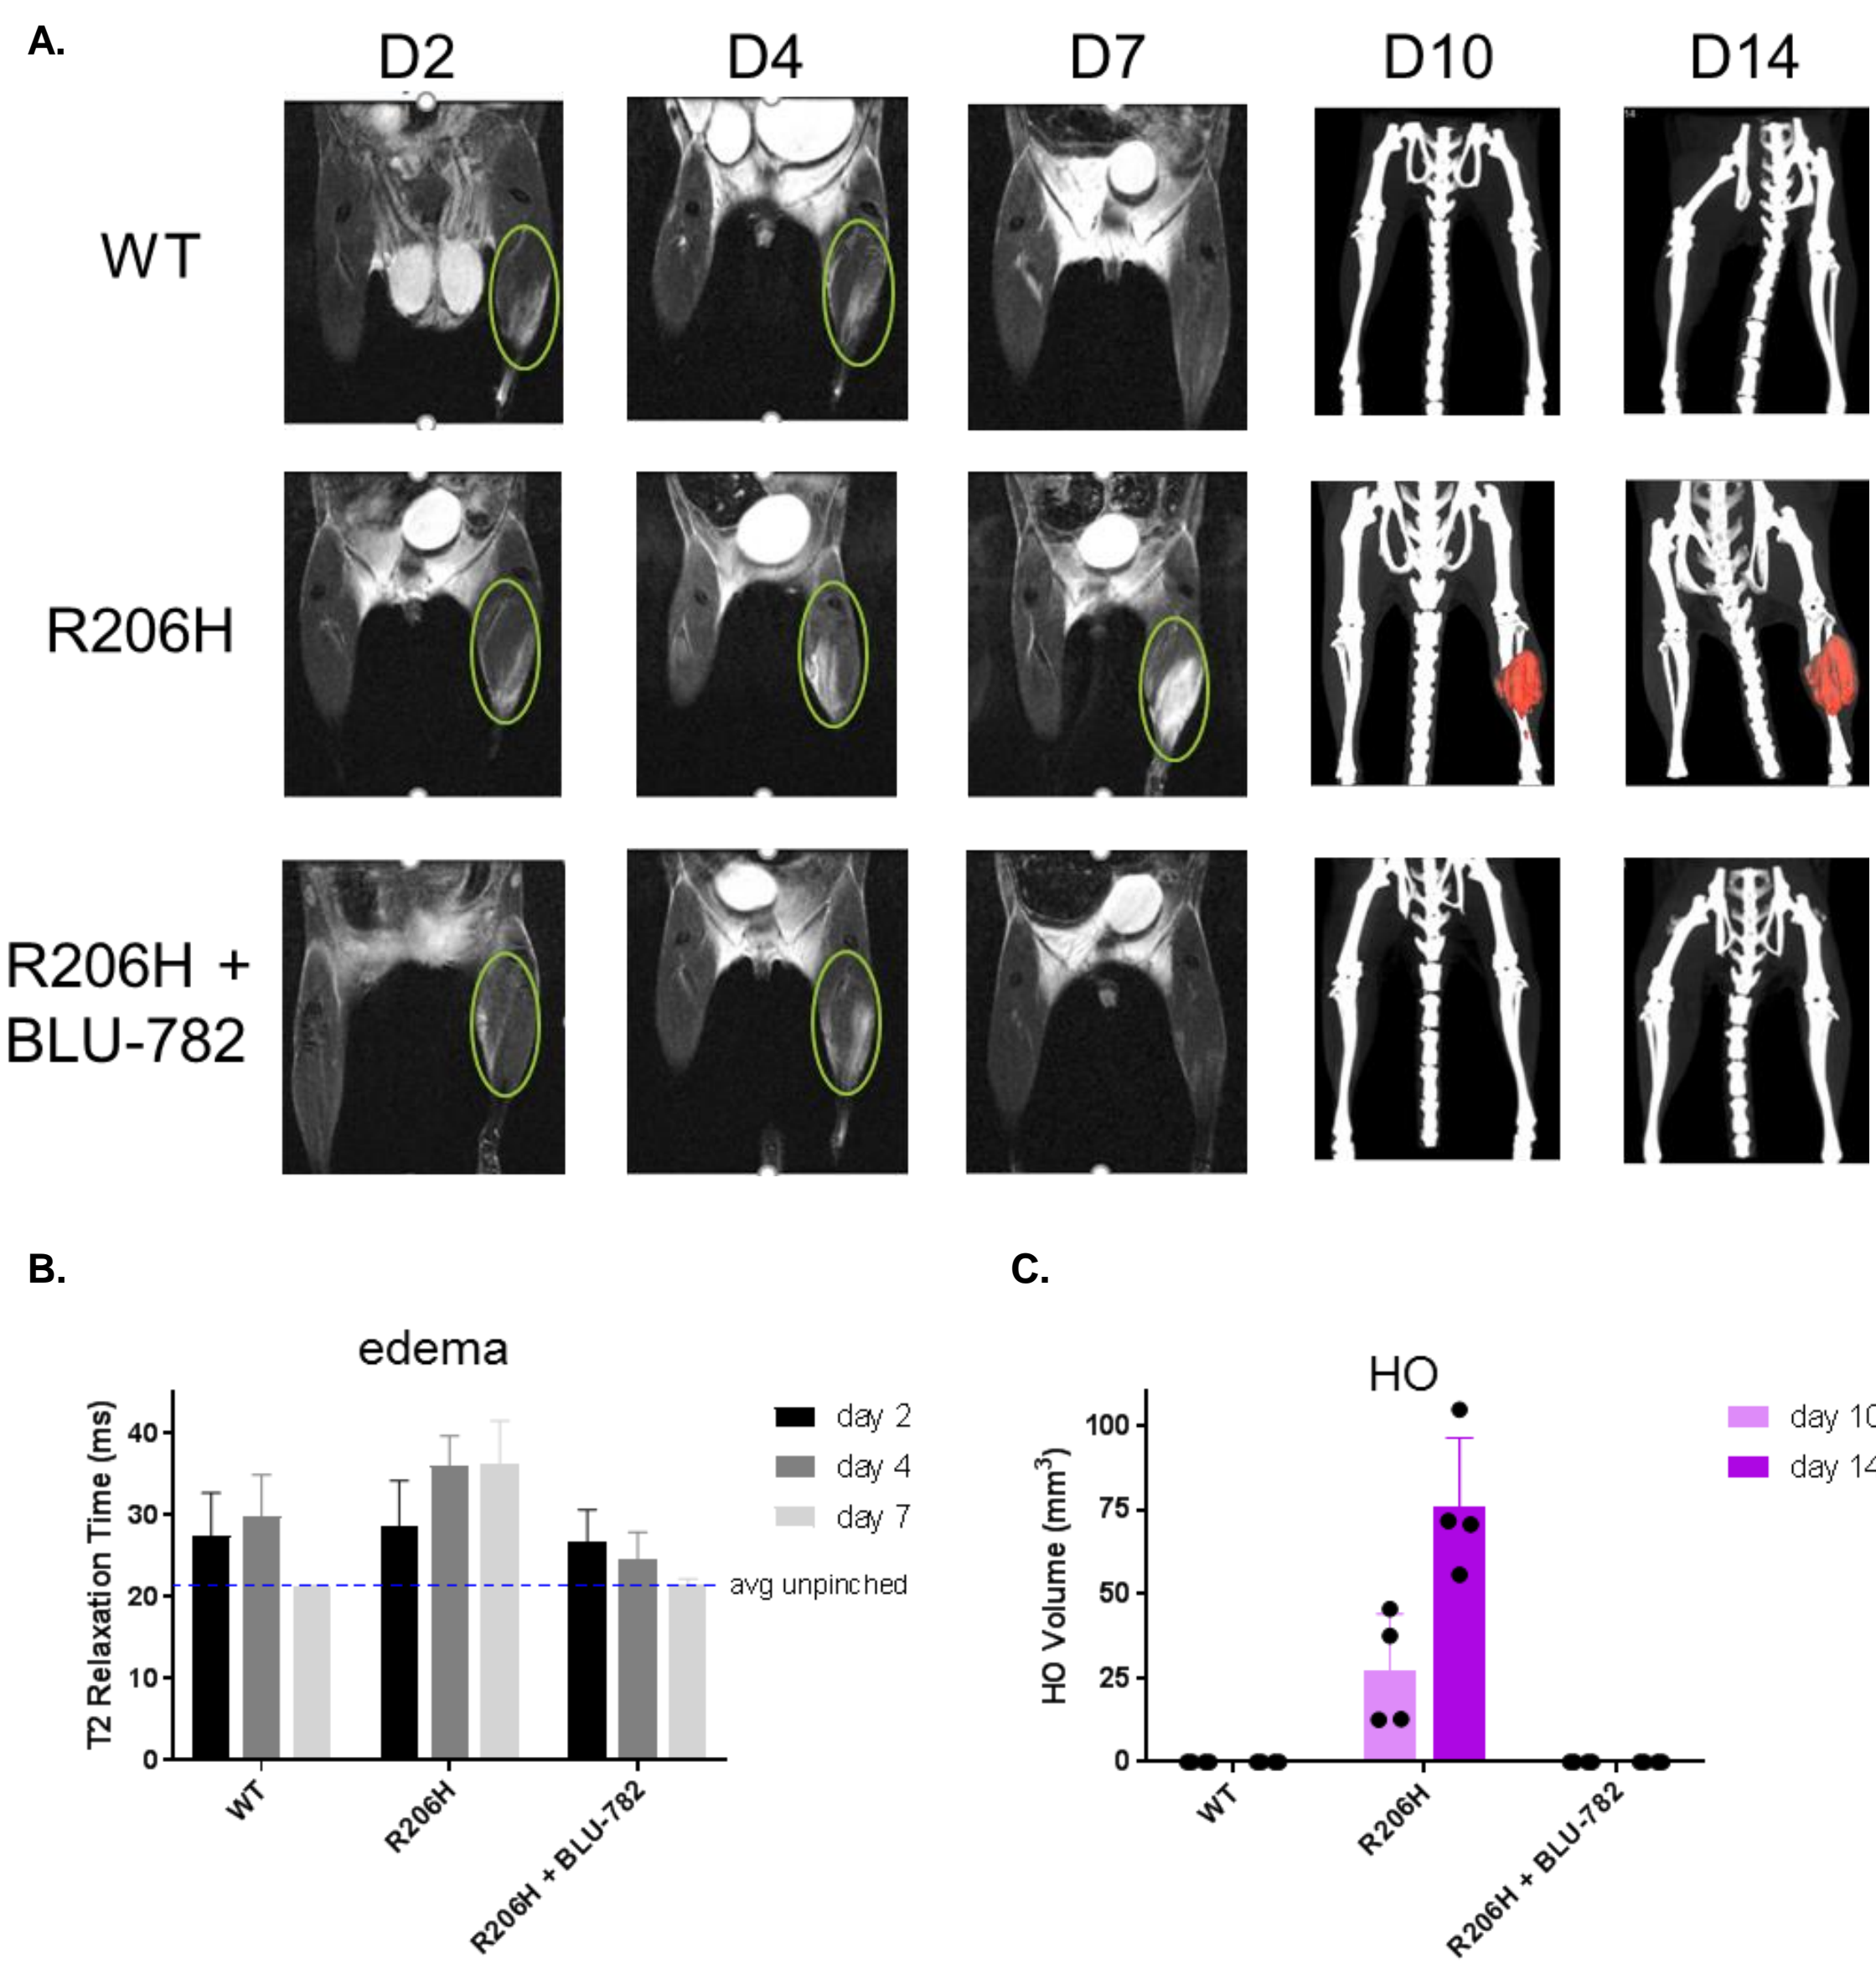 A.
D2 D4 D7 D10 D14
WT
R206H
R206H +
BLU-782
B.
edema
T2 Relaxation Time (ms)
40
30
20
10
0
day 2
day 4
day 7
avg unpinched
WT
R206H
R206H + BLU-782
C.
HO
HO Volume (mm³)
100
75
50
25
0
day 10
day 14
WT
R206H
R206H + BLU-782